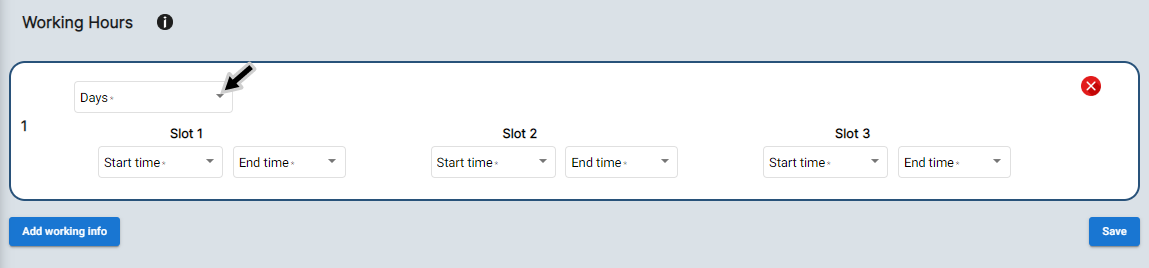 Working Hours i
Days *
1
Slot 1 Slot 2 Slot 3
Start time * End time * Start time * End time * Start time * End time *
Add working info Save